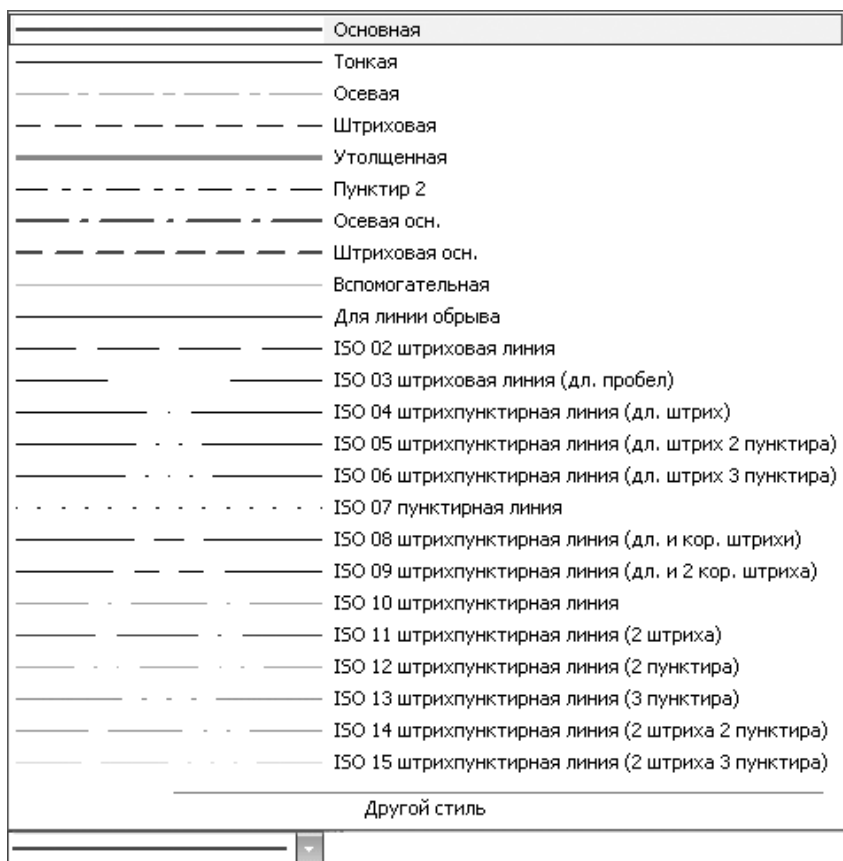 Основная
Тонкая
Осевая
Штриховая
Утолщенная
Пунктир 2
Осевая осн.
Штриховая осн.
Вспомогательная
Для линии обрыва
ISO 02 штриховая линия
ISO 03 штриховая линия (дл. пробел)
ISO 04 штрихпунктирная линия (дл. штрих)
ISO 05 штрихпунктирная линия (дл. штрих 2 пунктира)
ISO 06 штрихпунктирная линия (дл. штрих 3 пунктира)
ISO 07 пунктирная линия
ISO 08 штрихпунктирная линия (дл. и кор. штрихи)
ISO 09 штрихпунктирная линия (дл. и 2 кор. штриха)
ISO 10 штрихпунктирная линия
ISO 11 штрихпунктирная линия (2 штриха)
ISO 12 штрихпунктирная линия (2 пунктира)
ISO 13 штрихпунктирная линия (3 пунктира)
ISO 14 штрихпунктирная линия (2 штриха 2 пунктира)
ISO 15 штрихпунктирная линия (2 штриха 3 пунктира)
Другой стиль